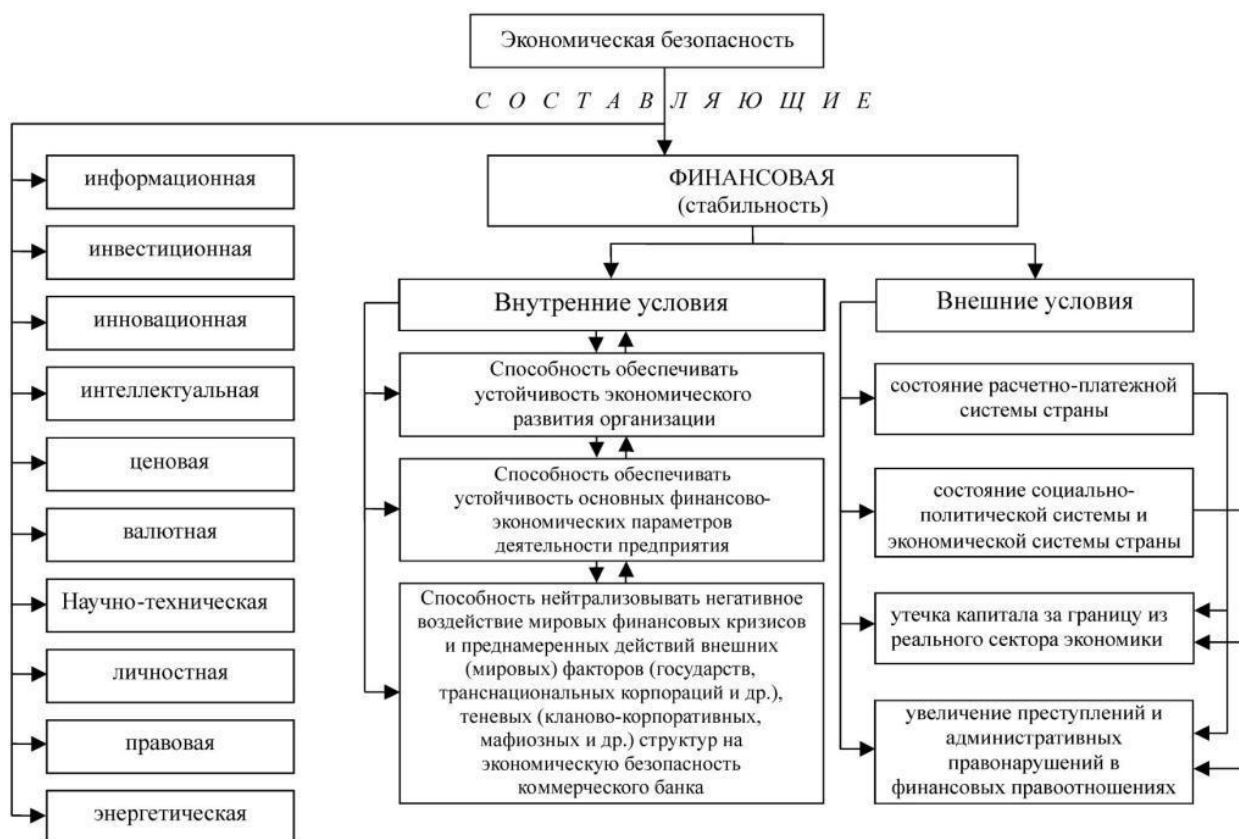 Экономическая безопасность
С О С Т А В Л Я Ю Щ И Е
информационная
инвестиционная
инновационная
интеллектуальная
ценовая
валютная
Научно-техническая
личностная
правовая
энергетическая
ФИНАНСОВАЯ
(стабильность)
Внутренние условия
Способность обеспечивать
устойчивость экономического
развития организации
Способность обеспечивать
устойчивость основных финансово-
экономических параметров
деятельности предприятия
Способность нейтрализовывать негативное
воздействие мировых финансовых кризисов
и преднамеренных действий внешних
(мировых) факторов (государств,
транснациональных корпораций и др.),
теневых (кланово-корпоративных,
мафиозных и др.) структур на
экономическую безопасность
коммерческого банка
Внешние условия
состояние расчетно-платежной
системы страны
состояние социально-
политической системы и
экономической системы страны
утечка капитала за границу из
реального сектора экономики
увеличение преступлений и
административных
правонарушений в
финансовых правоотношениях